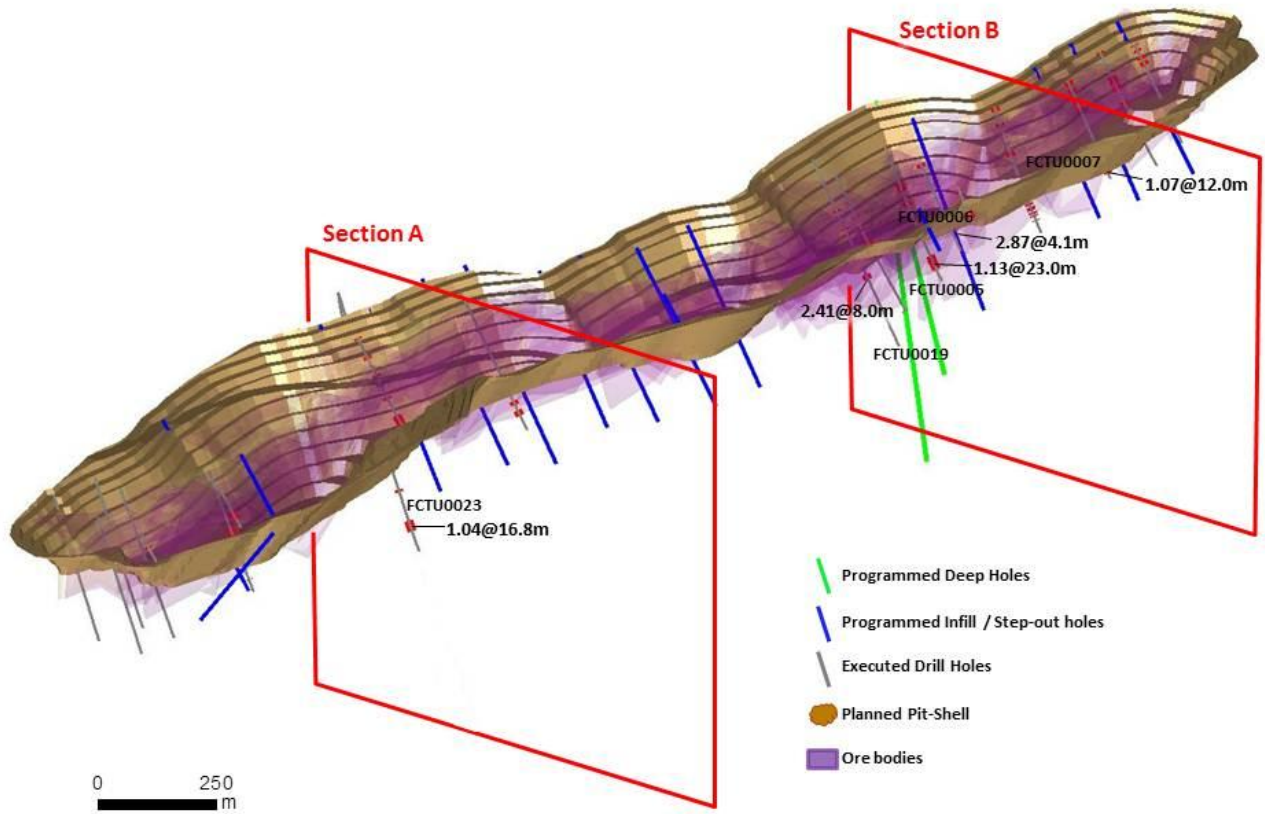 Section B
Section A
FCTU0007
1.07@12.0m
FCTU0006
2.87@4.1m
1.13@23.0m
FCTU0005
2.41@8.0m
FCTU0019
FCTU0023
1.04@16.8m
Programmed Deep Holes
Programmed Infill / Step-out holes
Executed Drill Holes
Planned Pit-Shell
Ore bodies
0 250
m